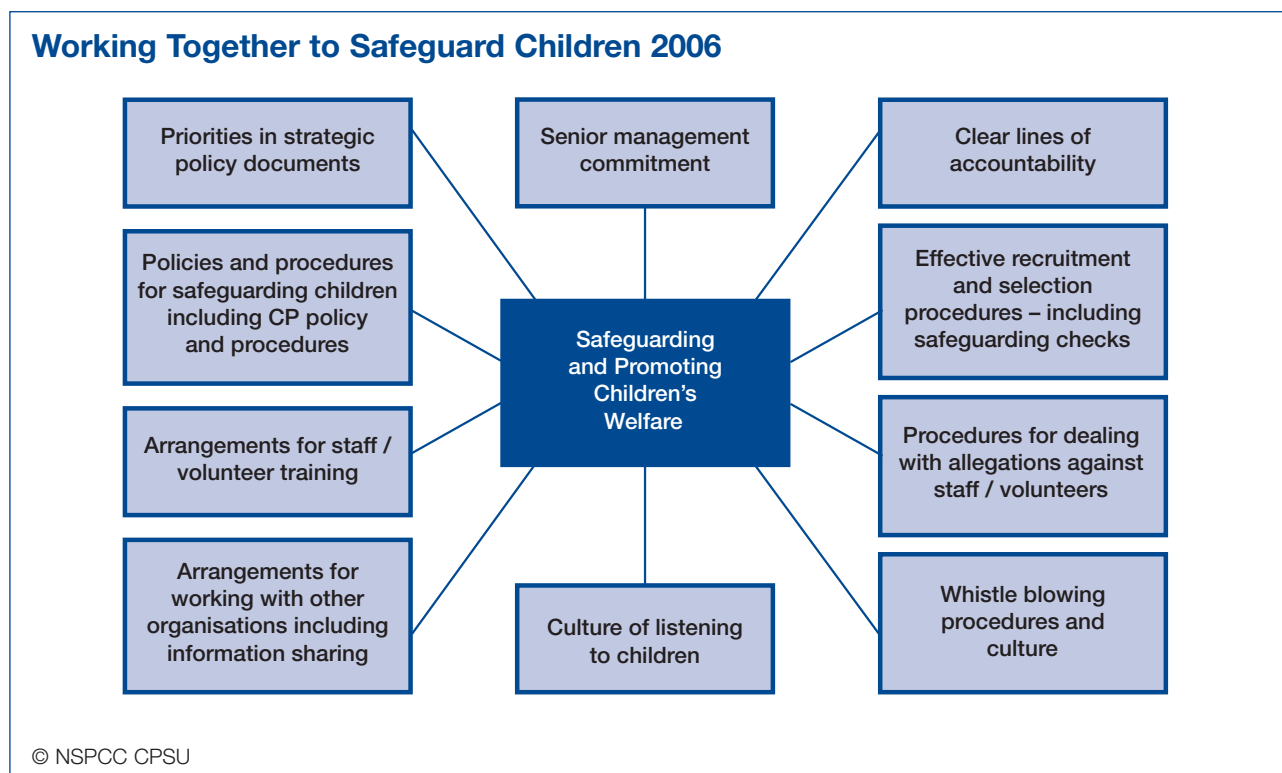 Working Together to Safeguard Children 2006
Priorities in strategic
policy documents
Senior management
commitment
Clear lines of
accountability
Policies and procedures
for safeguarding children
including CP policy
and procedures
Effective recruitment
and selection
procedures – including
safeguarding checks
Safeguarding
and Promoting
Children's
Welfare
Arrangements for staff /
volunteer training
Procedures for dealing
with allegations against
staff / volunteers
Arrangements for
working with other
organisations including
information sharing
Culture of listening
to children
Whistle blowing
procedures and
culture
© NSPCC CPSU